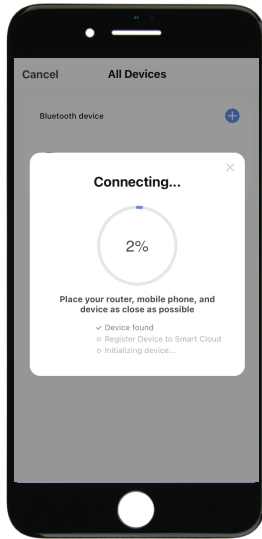 Cancel
All Devices
Bluetooth device
Connecting...
2%
Place your router, mobile phone, and
device as close as possible
Device found
Register Device to Smart Cloud
Initializing device...